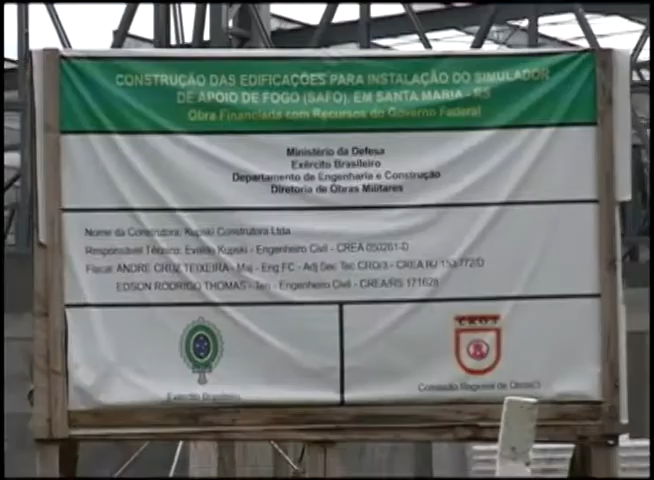 CONSTRUÇÃO DAS EDIFICAÇÕES PARA INSTALAÇÃO DO SIMULADOR
DE APOIO DE FOGO (SAFO), EM SANTA MARIA - RS
Obra Financiada com Recursos do Governo Federal
Ministério da Defesa
Exército Brasileiro
Departamento de Engenharia e Construção
Diretoria de Obras Militares
Nome da Construtora: Kupski Construtora Ltda
Responsável Técnico: Evaldo Kupski - Engenheiro Civil - CREA 050261-D
Fiscal: ANDRE CRUZ TEIXEIRA - Maj - Eng FC - Adj Sec Tec CRO/3 - CREA RJ 153.772/D
EDSON RODRIGO THOMAS - Ten - Engenheiro Civil - CREA/RS 171628
Exército Brasileiro
CRO3
Comissão Regional de Obras/3